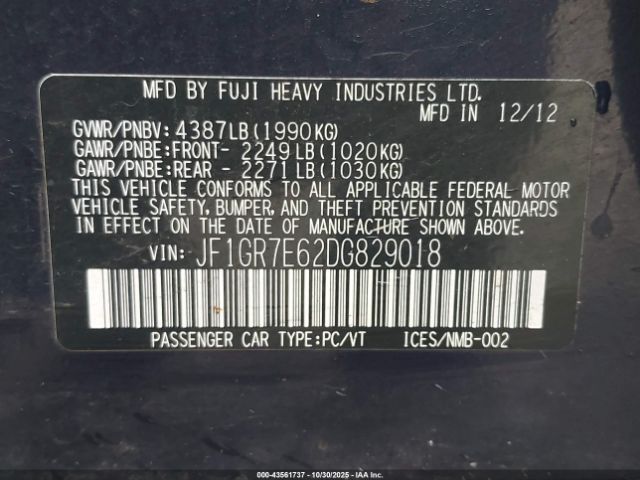 MFD BY FUJI HEAVY INDUSTRIES LTD.
MFD IN 12/12
GVWR/PNBV: 4387LB(1990KG)
GAWR/PNBE:FRONT- 2249LB(1020KG)
GAWR/PNBE:REAR - 2271LB(1030KG)
THIS VEHICLE CONFORMS TO ALL APPLICABLE FEDERAL MOTOR
VEHICLE SAFETY, BUMPER, AND THEFT PREVENTION STANDARDS
IN EFFECT ON THE DATE OF MANUFACTURE SHOWN ABOVE.
VIN: JF1GR7E62DG829018
PASSENGER CAR TYPE:PC/VT ICES/NMB-002
000-43561737 - 10/30/2025 - IAAI.CA